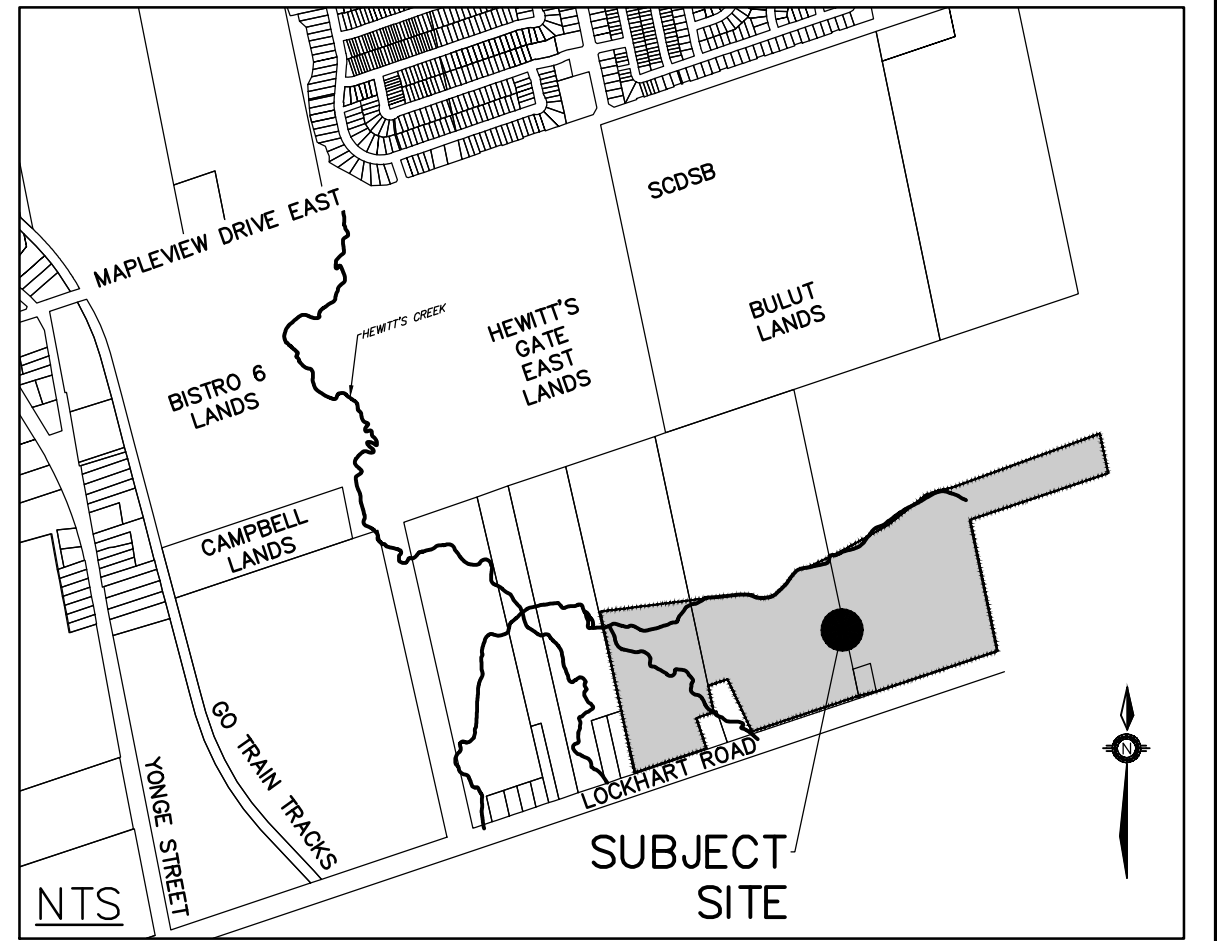 SCDSB
MAPLEVIEW DRIVE EAST
HEWITT'S CREEK
HEWITT'S
GATE
EAST
LANDS
BULUT
LANDS
BISTRO 6
LANDS
CAMPBELL
LANDS
GO TRAIN TRACKS
YONGE STREET
LOCKHART ROAD
SUBJECT
SITE
N
NTS